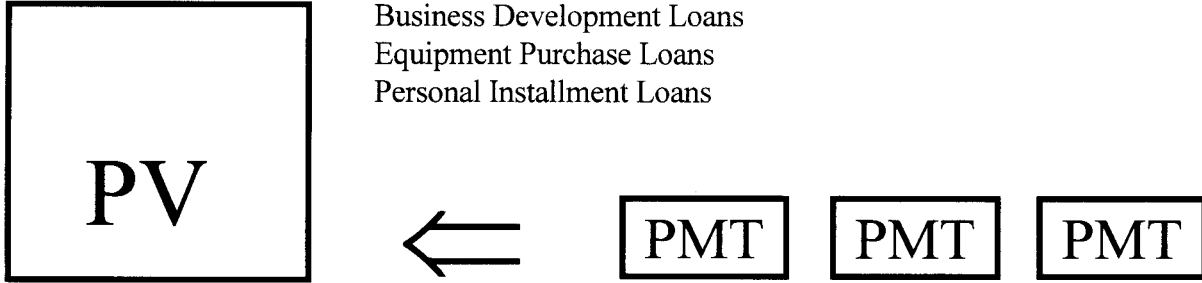 Business Development Loans
Equipment Purchase Loans
Personal Installment Loans
PV
PMT PMT PMT